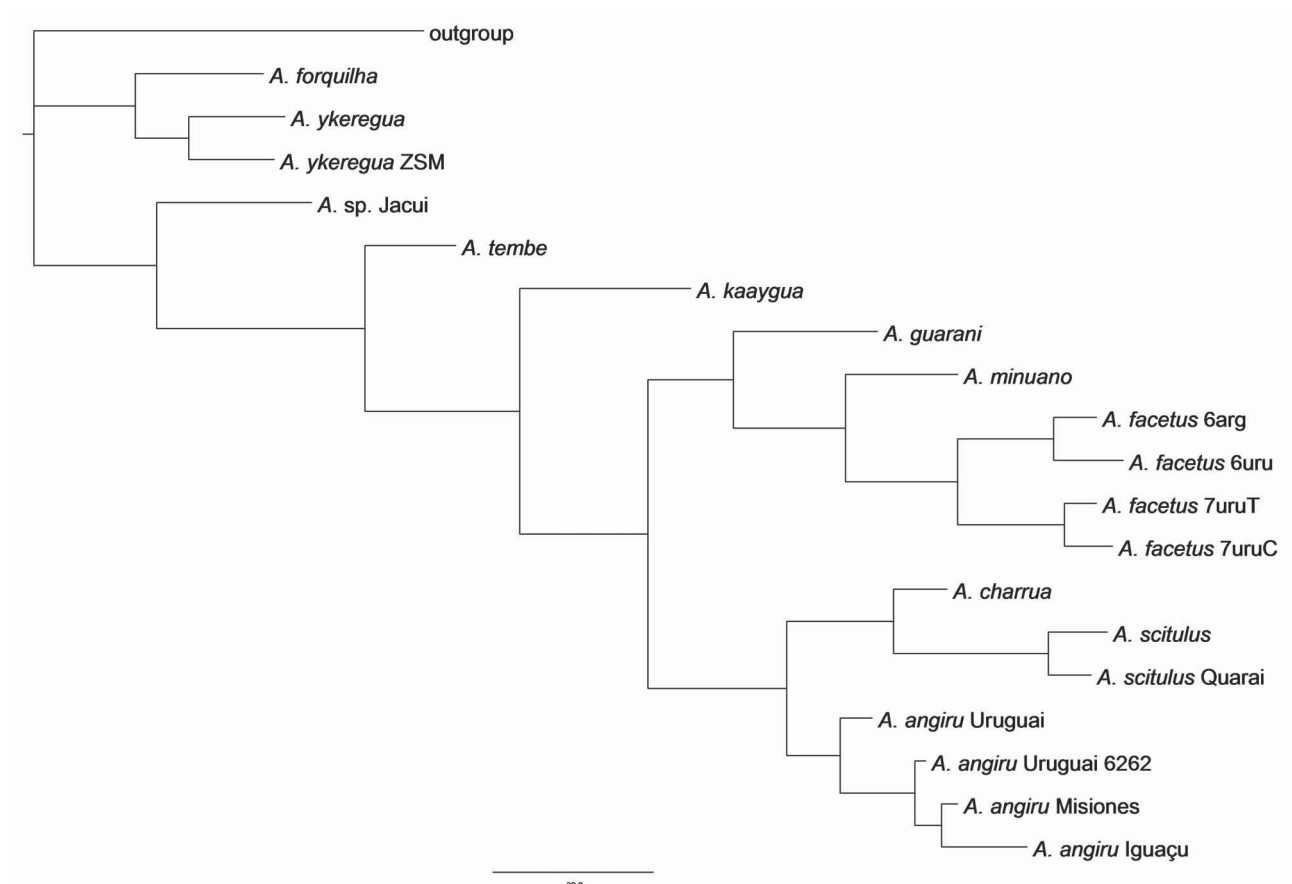 outgroup
A. forquilha
A. ykeregua
A. ykeregua ZSM
A. sp. Jacui
A. tembe
A. kaaygua
A. guarani
A. minuano
A. facetus 6arg
A. facetus 6uru
A. facetus 7uruT
A. facetus 7uruC
A. charrua
A. scitulus
A. scitulus Quarai
A. angiru Uruguai
A. angiru Uruguai 6262
A. angiru Misiones
A. angiru Iguaçu